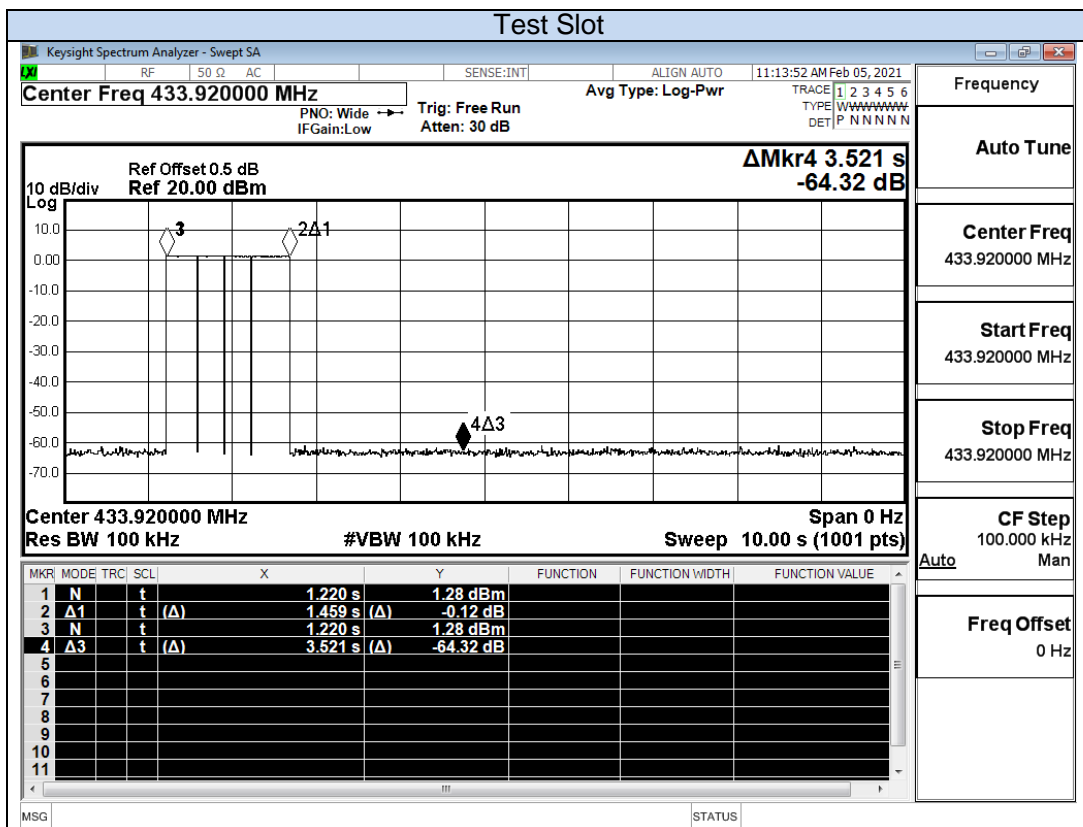 Test Slot
Keysight Spectrum Analyzer - Swept SA
LXI RF 50 Ω AC SENSE:INT ALIGN AUTO 11:13:52 AM Feb 05, 2021
Center Freq 433.920000 MHz
PNO: Wide
IFGain:Low
Trig: Free Run
Atten: 30 dB
Avg Type: Log-Pwr
TRACE 1 2 3 4 5 6
TYPE WWWWWW
DET P N N N N N
Ref Offset 0.5 dB
10 dB/div Ref 20.00 dBm
Log
ΔMkr4 3.521 s
-64.32 dB
10.0
0.00
-10.0
-20.0
-30.0
-40.0
-50.0
-60.0
-70.0
3
2Δ1
4Δ3
Center 433.920000 MHz Span 0 Hz
Res BW 100 kHz #VBW 100 kHz Sweep 10.00 s (1001 pts)
MKR MODE TRC SCL X Y FUNCTION FUNCTION WIDTH FUNCTION VALUE
1 N t 1.220 s 1.28 dBm
2 Δ1 t (Δ) 1.459 s (Δ) -0.12 dB
3 N t 1.220 s 1.28 dBm
4 Δ3 t (Δ) 3.521 s (Δ) -64.32 dB
5
6
7
8
9
10
11
MSG STATUS
Frequency
Auto Tune
Center Freq
433.920000 MHz
Start Freq
433.920000 MHz
Stop Freq
433.920000 MHz
CF Step
100.000 kHz
Auto Man
Freq Offset
0 Hz